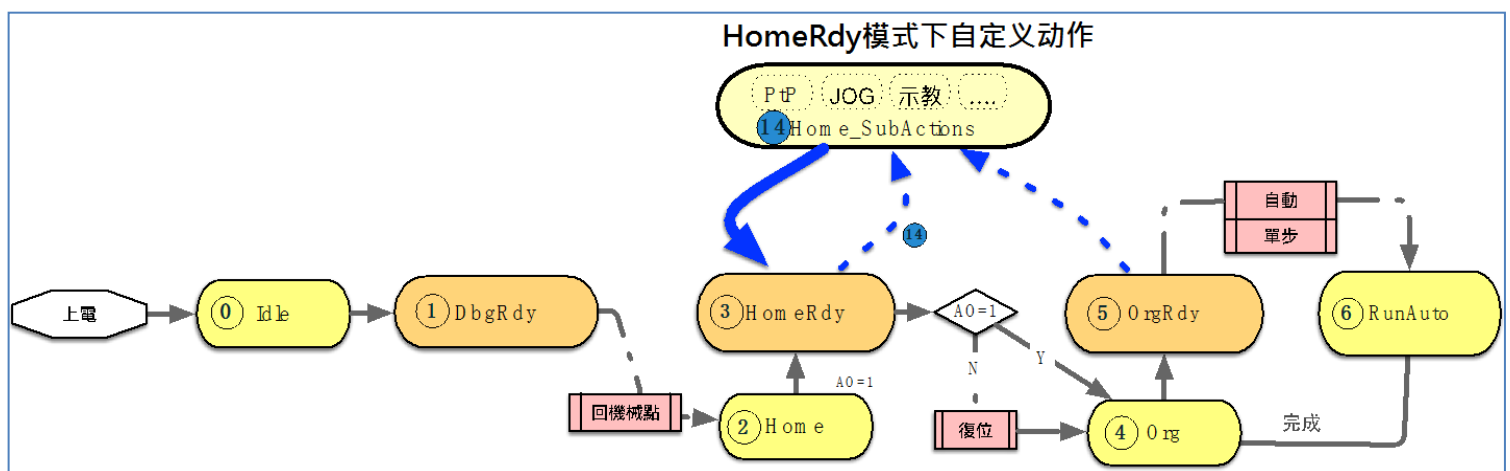 HomeRdy模式下自定义动作
PtP JOG 示教 ....
14 Home_SubActions
14
自動
單步
上電
0 Idle
1 DbgRdy
3 HomeRdy
A0=1
5 OrgRdy
6 RunAuto
N
Y
A0=1
回機械點
2 Home
復位
4 Org
完成